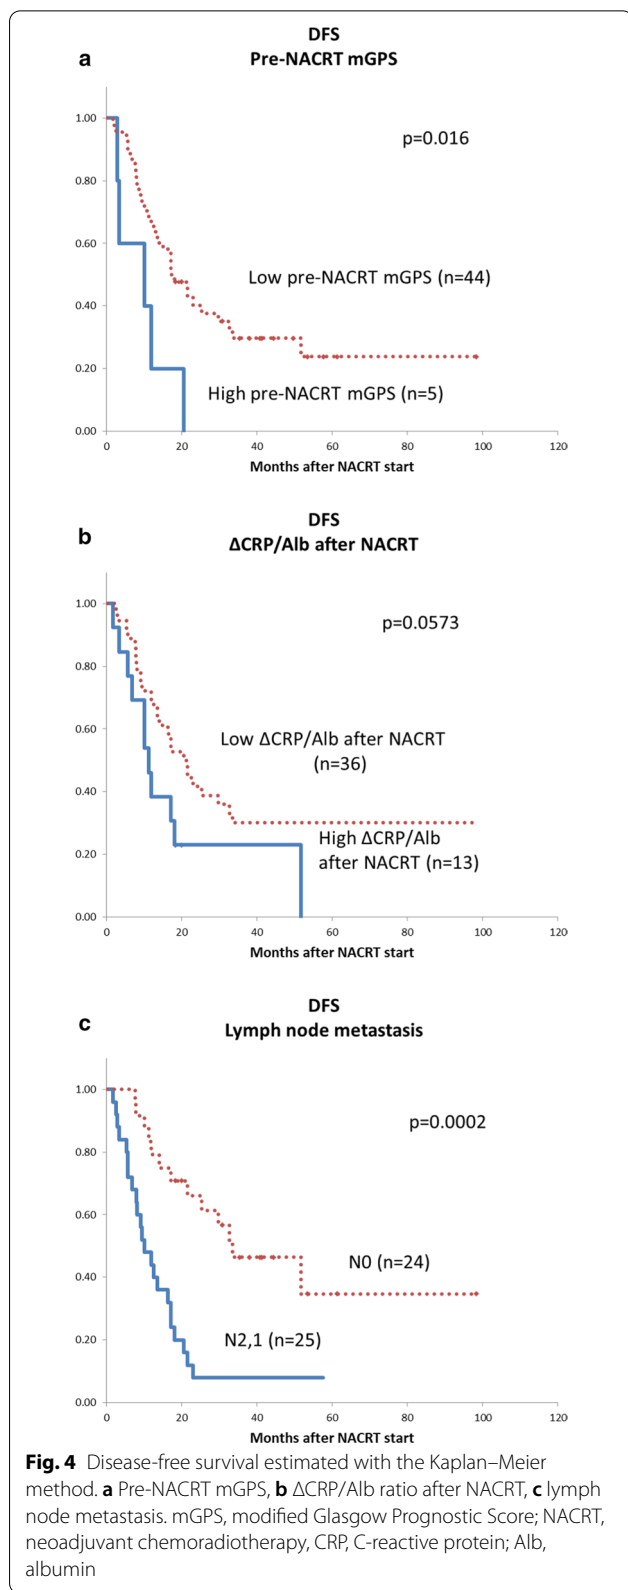 DFS
a
Pre-NACRT mGPS
1.00
p=0.016
0.80
0.60
Low pre-NACRT mGPS (n=44)
0.40
0.20
High pre-NACRT mGPS (n=5)
0.00
0 20 40 60 80 100 120
Months after NACRT start
DFS
b
ΔCRP/Alb after NACRT
1.00
p=0.0573
0.80
0.60
Low ΔCRP/Alb after NACRT
(n=36)
0.40
High ΔCRP/Alb
0.20
after NACRT (n=13)
0.00
0 20 40 60 80 100 120
Months after NACRT start
DFS
c
Lymph node metastasis
1.00
p=0.0002
0.80
0.60
N0 (n=24)
0.40
N2,1 (n=25)
0.20
0.00
0 20 40 60 80 100 120
Months after NACRT start
Fig. 4 Disease-free survival estimated with the Kaplan–Meier
method. a Pre-NACRT mGPS, b ΔCRP/Alb ratio after NACRT, c lymph
node metastasis. mGPS, modified Glasgow Prognostic Score; NACRT,
neoadjuvant chemoradiotherapy, CRP, C-reactive protein; Alb,
albumin